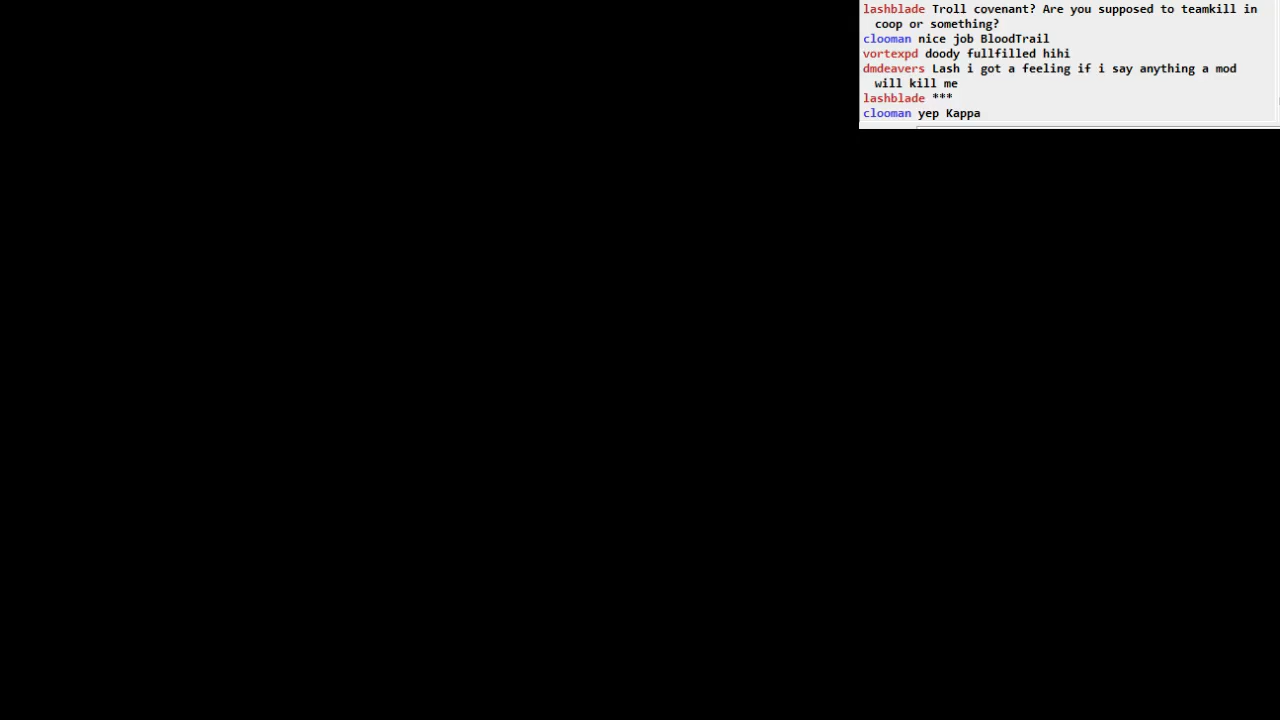 lashblade Troll covenant? Are you supposed to teamkill in
coop or something?
clooman nice job BloodTrail
vortexpd doody fullfilled hihi
dmdeavers Lash i got a feeling if i say anything a mod
will kill me
lashblade ***
clooman yep Kappa